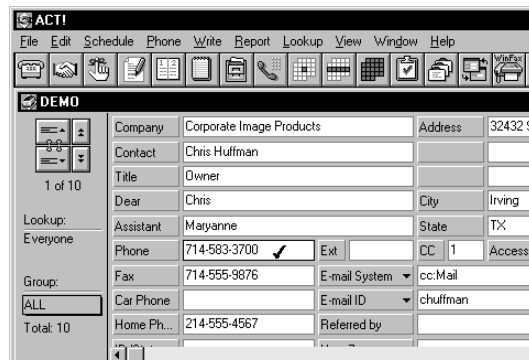 ACT!
File Edit Schedule Phone Write Report Lookup View Window Help
WinFax
DEMO
Company Corporate Image Products Address 32432
Contact Chris Huffman
1 of 10 Title Owner
Dear Chris City Irving
Lookup: Assistant Maryanne State TX
Everyone
Phone 714-583-3700 Ext CC 1 Access
Group: Fax 714-555-9876 E-mail System cc:Mail
ALL Car Phone E-mail ID chuffman
Total: 10 Home Ph... 214-555-4567 Referred by